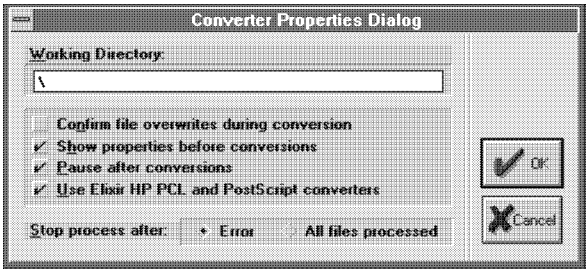 Converter Properties Dialog
Working Directory:
\
Confirm file overwrites during conversion
Show properties before conversions
Pause after conversions
Use Elixir HP PCL and PostScript converters
OK
Stop process after: Error All files processed
Cancel